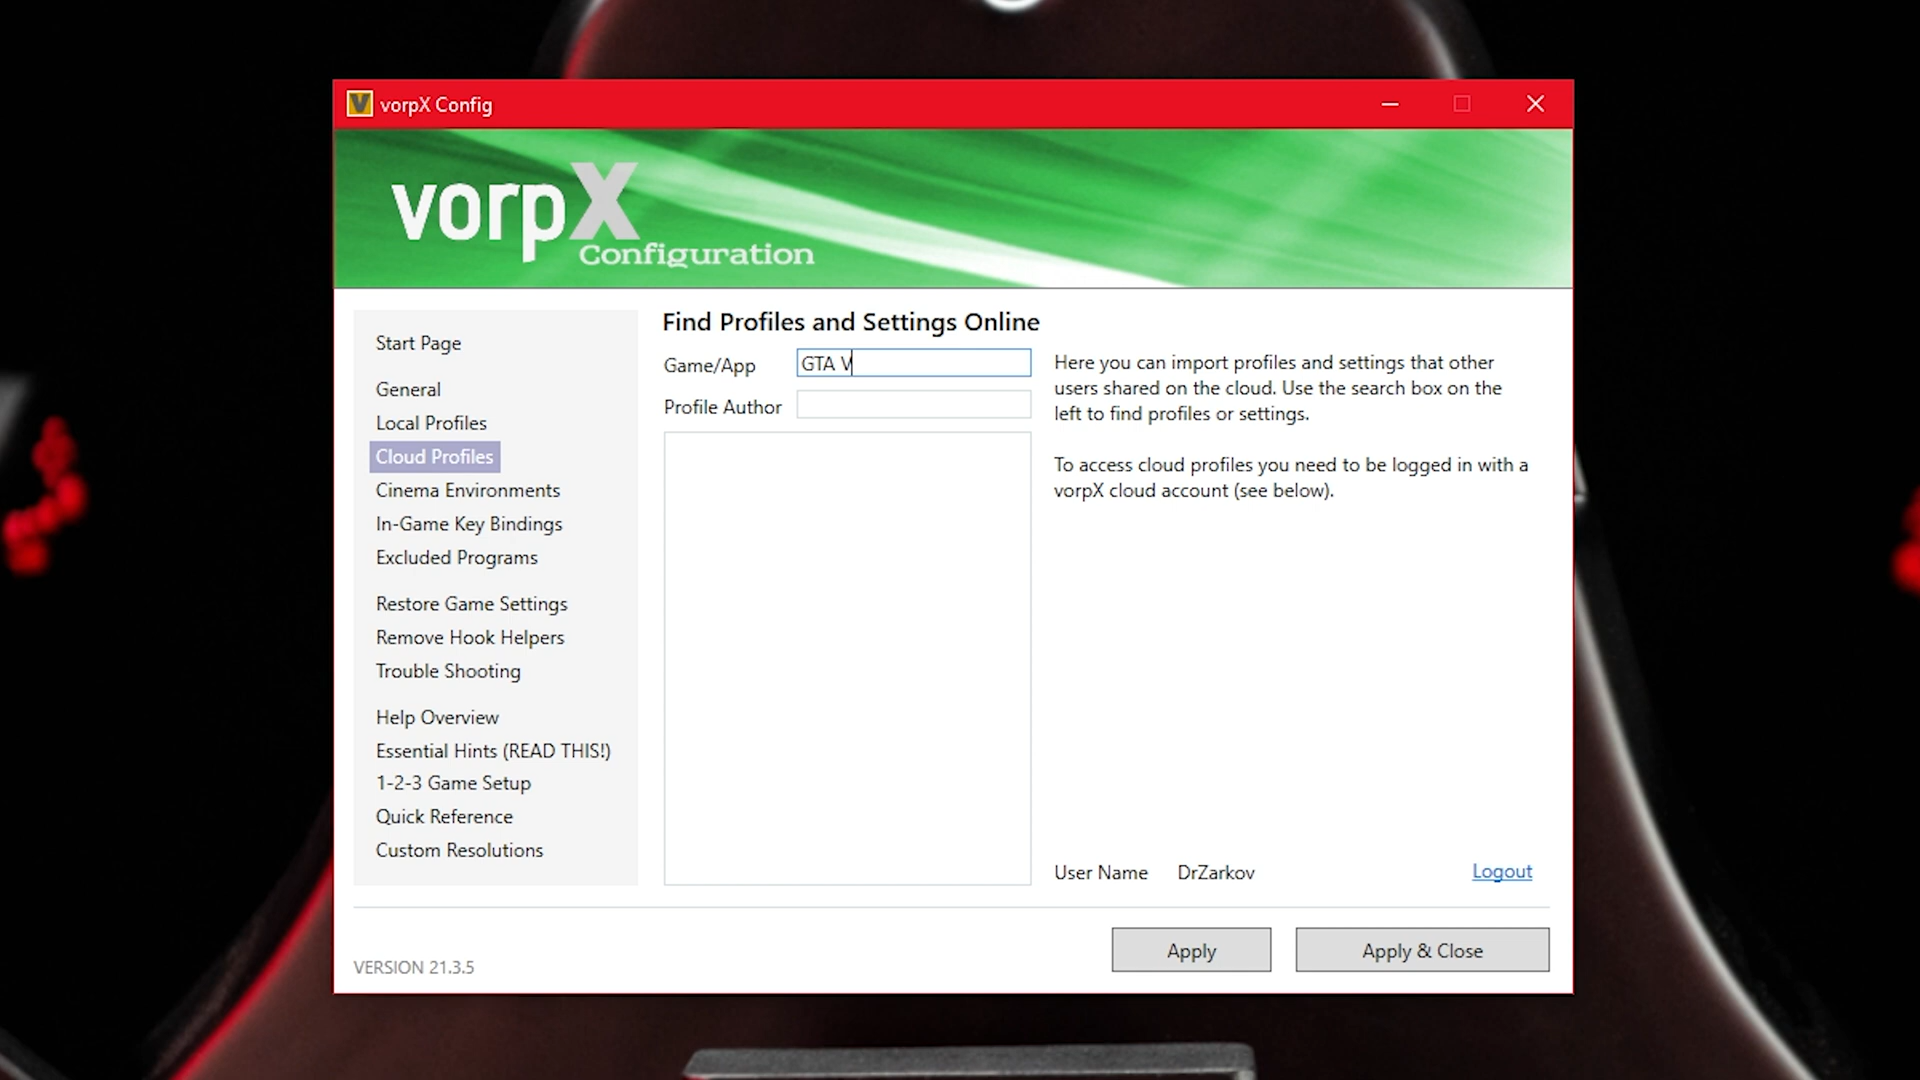 vorpX Config
vorpX
Configuration
Start Page
General
Local Profiles
Cloud Profiles
Cinema Environments
In-Game Key Bindings
Excluded Programs
Restore Game Settings
Remove Hook Helpers
Trouble Shooting
Help Overview
Essential Hints (READ THIS!)
1-2-3 Game Setup
Quick Reference
Custom Resolutions
Find Profiles and Settings Online
Game/App GTA V
Profile Author
Here you can import profiles and settings that other
users shared on the cloud. Use the search box on the
left to find profiles or settings.
To access cloud profiles you need to be logged in with a
vorpX cloud account (see below).
User Name DrZarkov Logout
VERSION 21.3.5
Apply
Apply & Close